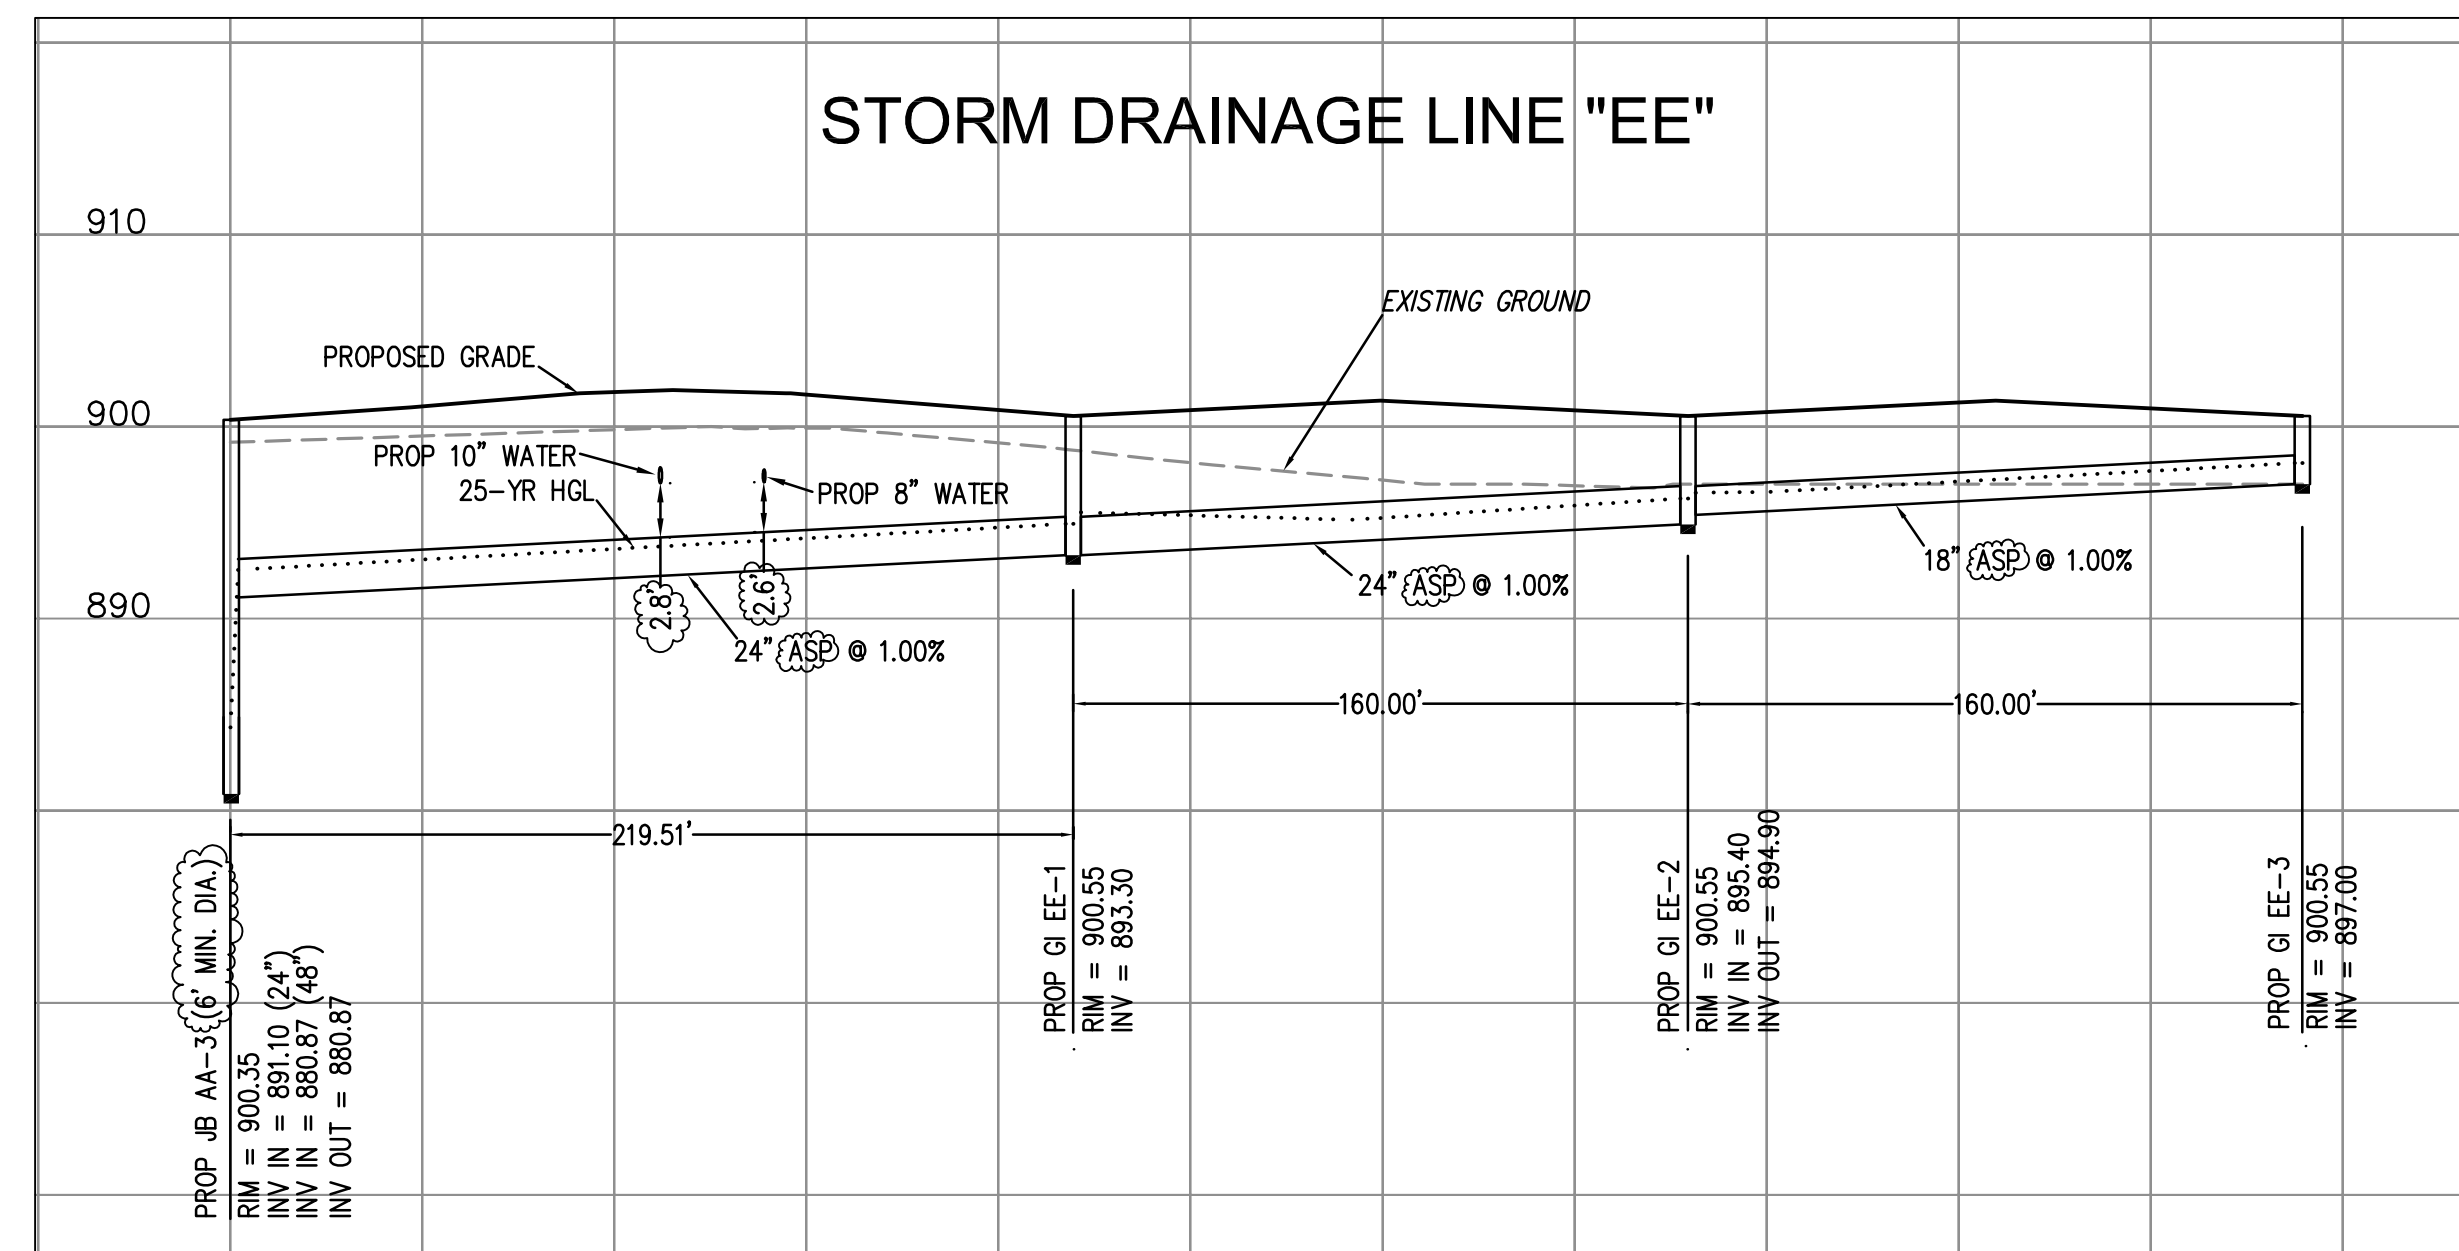 STORM DRAINAGE LINE "EE"
910
900
890
EXISTING GROUND
PROPOSED GRADE
PROP 10” WATER
25-YR HGL
PROP 8” WATER
2.8'
2.6'
24” ASP @ 1.00%
24” ASP @ 1.00%
18” ASP @ 1.00%
160.00'
160.00'
219.51'
PROP JB AA-3 (6' MIN. DIA.)
RIM = 900.35
INV IN = 891.10 (24”)
INV IN = 880.87 (48”)
INV OUT = 880.87
PROP GI EE-1
RIM = 900.55
INV = 893.30
PROP GI EE-2
RIM = 900.55
INV IN = 895.40
INV OUT = 894.90
PROP GI EE-3
RIM = 900.55
INV = 897.00